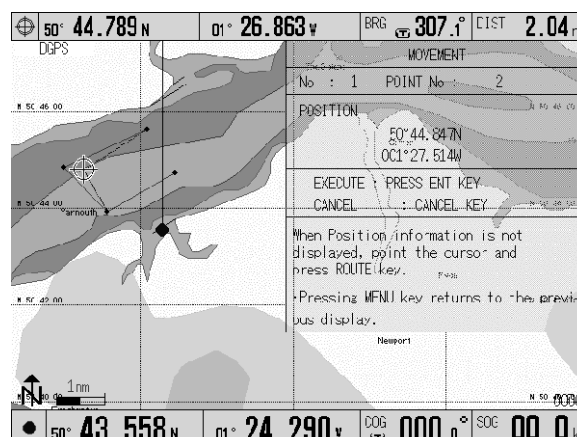 50° 44.789 N 01° 26.863 W BRG (T) 307.1° DIST 2.04
DGPS
MOVEMENT
No : 1 POINT No : 2
N 50 46 00
POSITION
50°44.847N
001°27.514W
EXECUTE : PRESS ENT KEY
CANCEL : CANCEL KEY
N 50 44 00
When Position information is not
displayed, point the cursor and
press ROUTE key.
N 50 42 00
•Pressing MENU key returns to the previ-
ous display.
Newport
1nm
N
50° 43.558 N 01° 24.290 W COG (T) 000.0° SOG 00.0